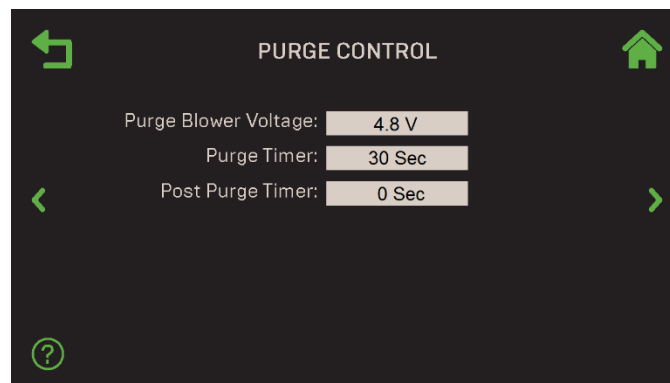 PURGE CONTROL
Purge Blower Voltage: 4.8 V
Purge Timer: 30 Sec
Post Purge Timer: 0 Sec
?